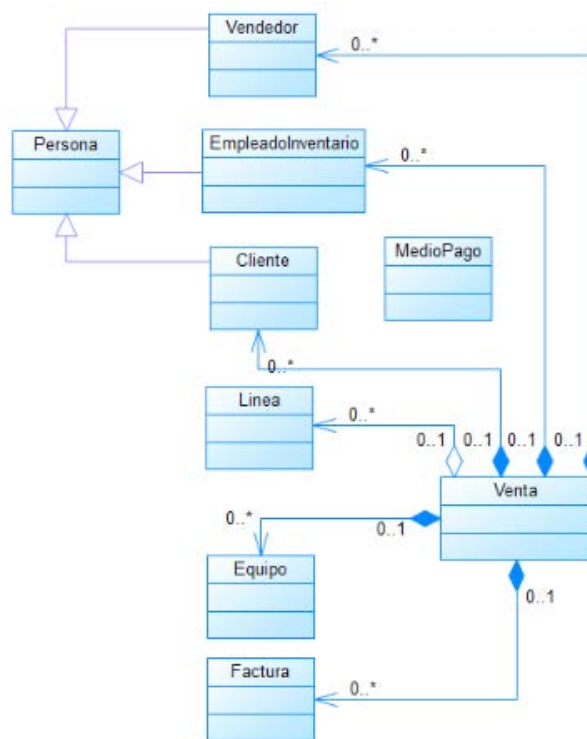 Vendedor
0..*
Persona
EmpleadoInventario
0..*
Cliente
MedioPago
0..*
Linea
0..*
0..1
0..1
0..1
0..1
Venta
0..*
0..1
Equipo
0..1
Factura
0..*